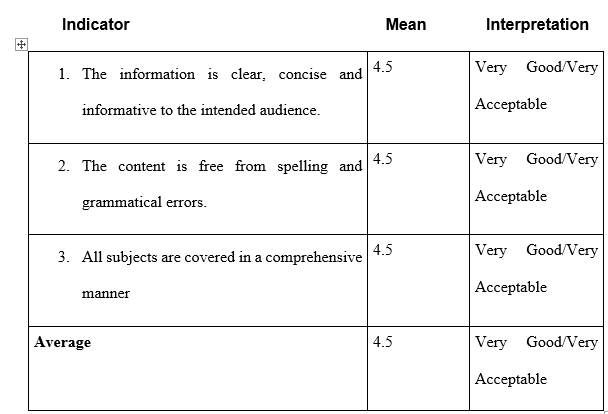 Indicator Mean Interpretation
1. The information is clear, concise and 4.5 Very Good/Very
informative to the intended audience. Acceptable
2. The content is free from spelling and 4.5 Very Good/Very
grammatical errors. Acceptable
3. All subjects are covered in a comprehensive 4.5 Very Good/Very
manner Acceptable
Average 4.5 Very Good/Very
Acceptable